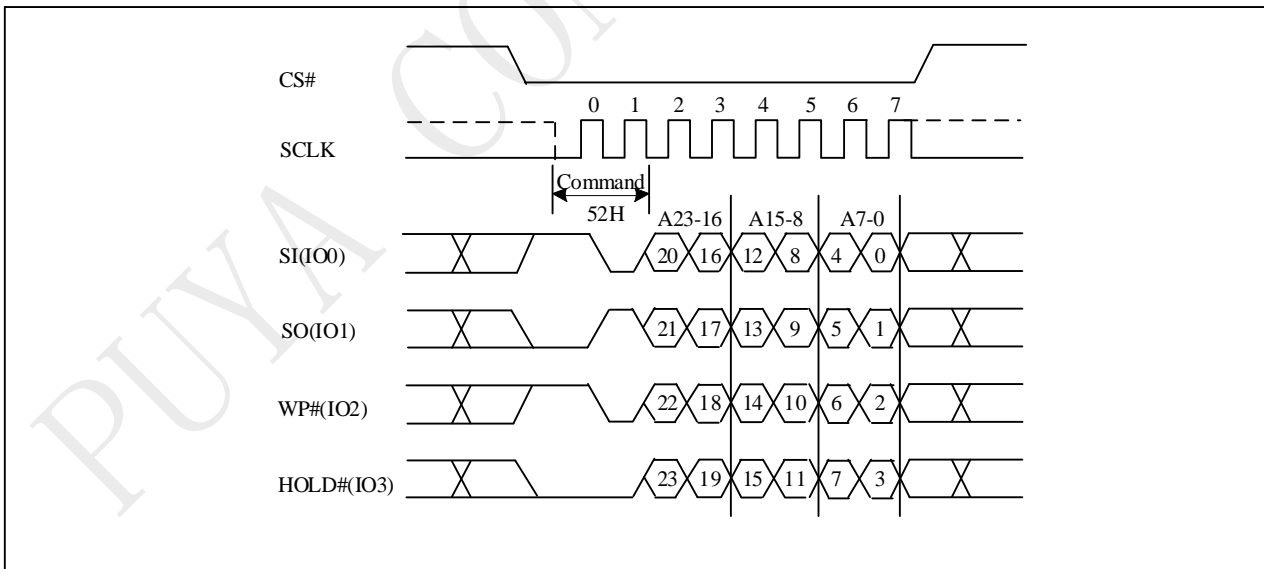 CS#
0 1 2 3 4 5 6 7
SCLK
Command
52H
A23-16 A15-8 A7-0
SI(IO0) 20 16 12 8 4 0
SO(IO1) 21 17 13 9 5 1
WP#(IO2) 22 18 14 10 6 2
HOLD#(IO3) 23 19 15 11 7 3
PUYA CON